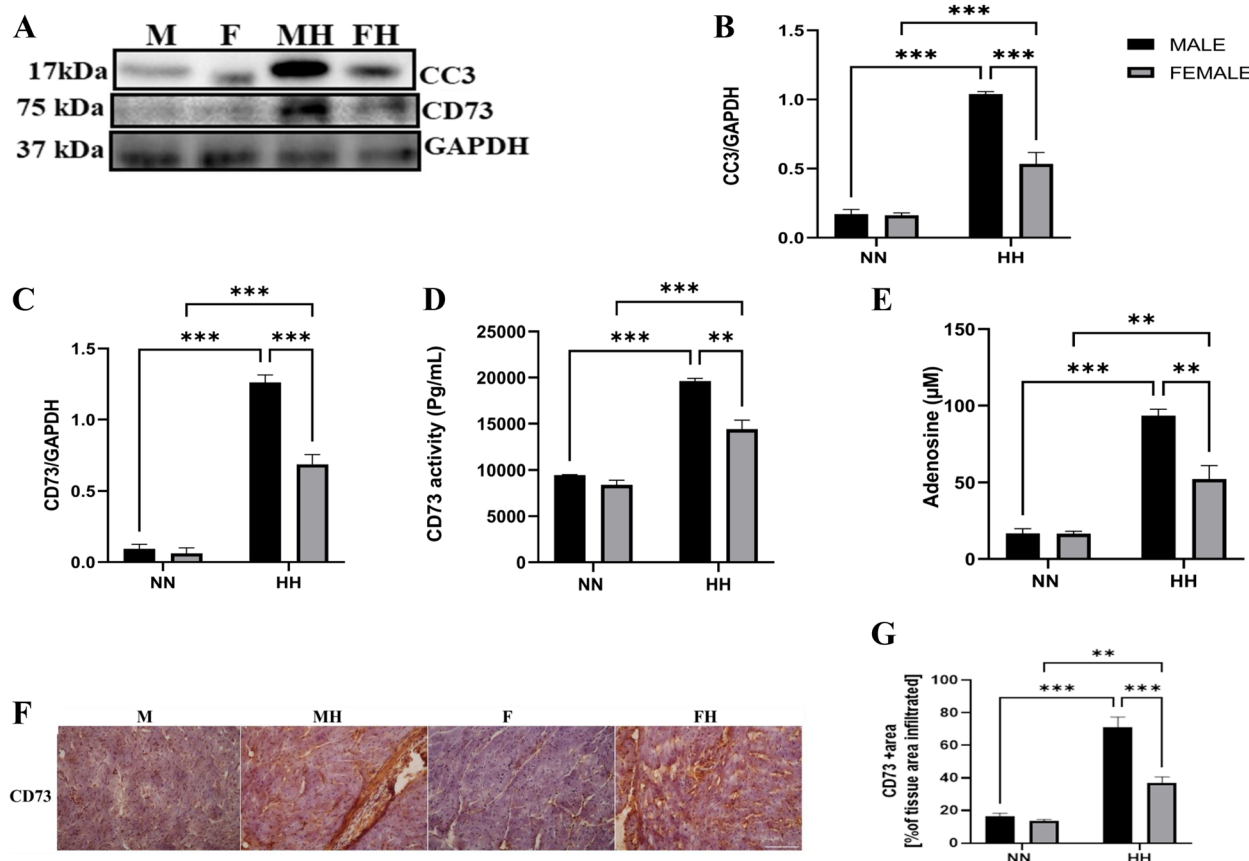 A
M F MH FH
17kDa CC3
75 kDa CD73
37 kDa GAPDH
B
***
*** ***
1.5
1.0
0.5
0.0
CC3/GAPDH
NN HH
MALE
FEMALE
C
***
*** ***
1.5
1.0
0.5
0.0
CD73/GAPDH
NN HH
D
***
*** **
25000
20000
15000
10000
5000
0
CD73 activity (Pg/mL)
NN HH
E
**
*** **
150
100
50
0
Adenosine (µM)
NN HH
F
M MH F FH
CD73
G
**
*** ***
100
80
60
40
20
0
CD73 +area
[%of tissue area infiltrated]
NN HH